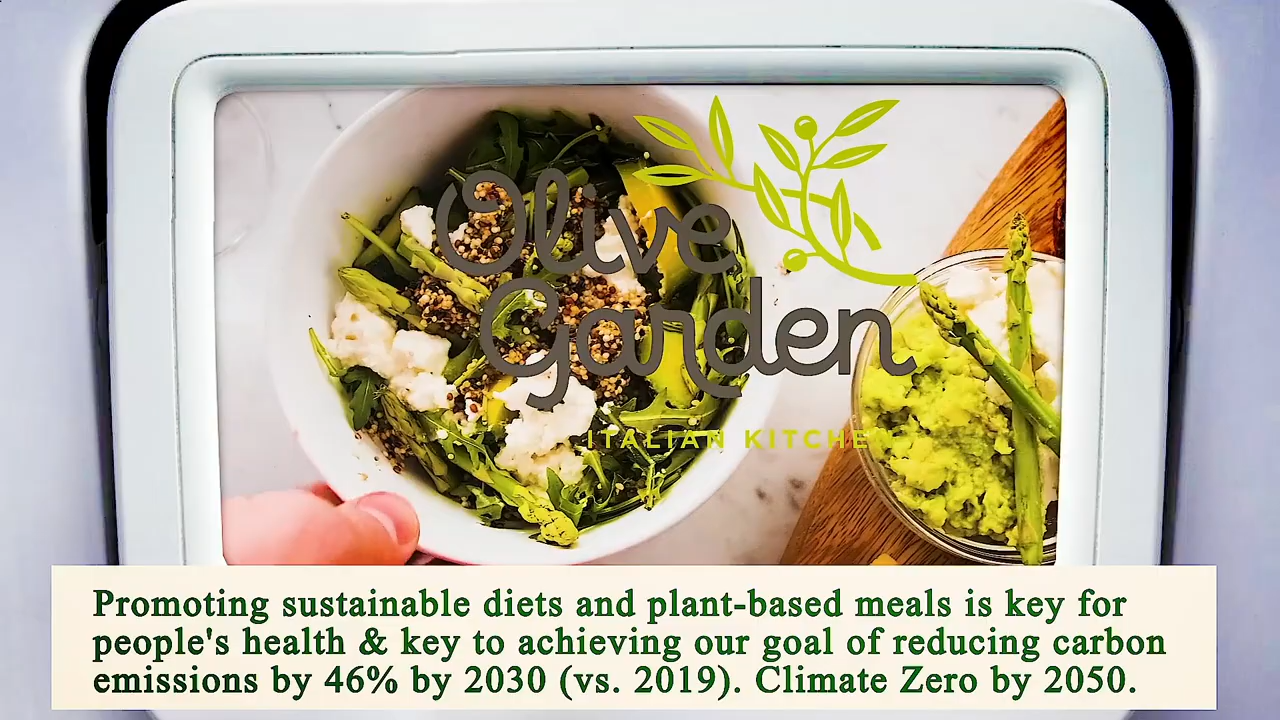 Olive
Garden
ITALIAN KITCHEN
Promoting sustainable diets and plant-based meals is key for
people's health & key to achieving our goal of reducing carbon
emissions by 46% by 2030 (vs. 2019). Climate Zero by 2050.